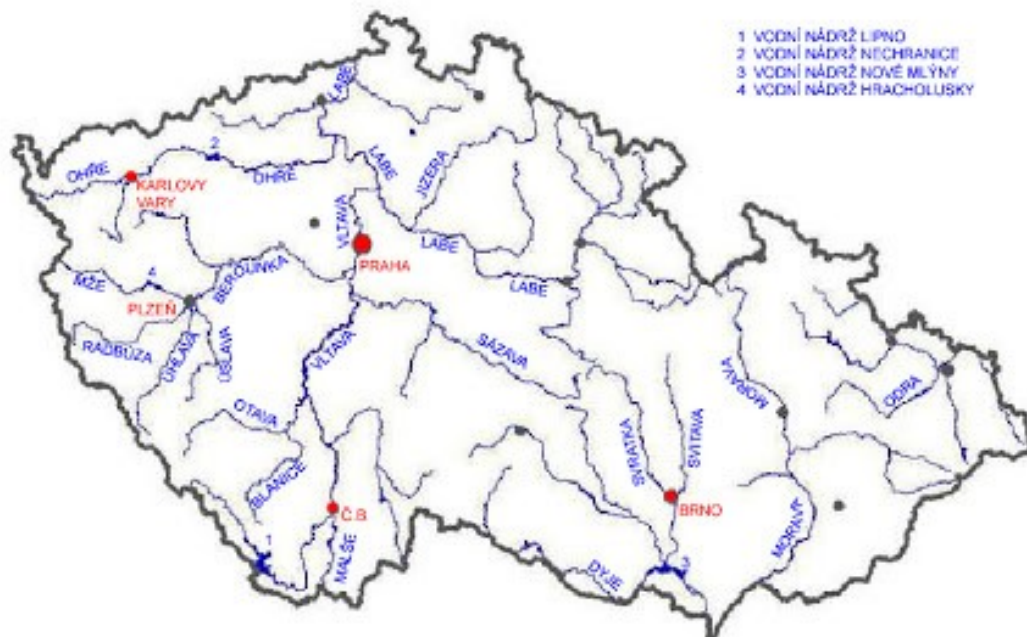 1 VODNÍ NÁDRŽ LIPNO
2 VODNÍ NÁDRŽ NECHRANICE
3 VODNÍ NÁDRŽ NOVÉ MLÝNY
4 VODNÍ NÁDRŽ HRACHOLUSKY
LABE
2
OHŘE
OHŘE
KARLOVY
VARY
LABE
JIZERA
VLTAVA
LABE
PRAHA
LABE
MŽE
4
BEROUNKA
PLZEŇ
RADBUZA
ÚHLAVA
ÚSLAVA
VLTAVA
SÁZAVA
MORAVA
ODRA
OTAVA
BLANICE
SVRATKA
SVITAVA
Č.B.
BRNO
MORAVA
1
MALŠE
DYJE
3